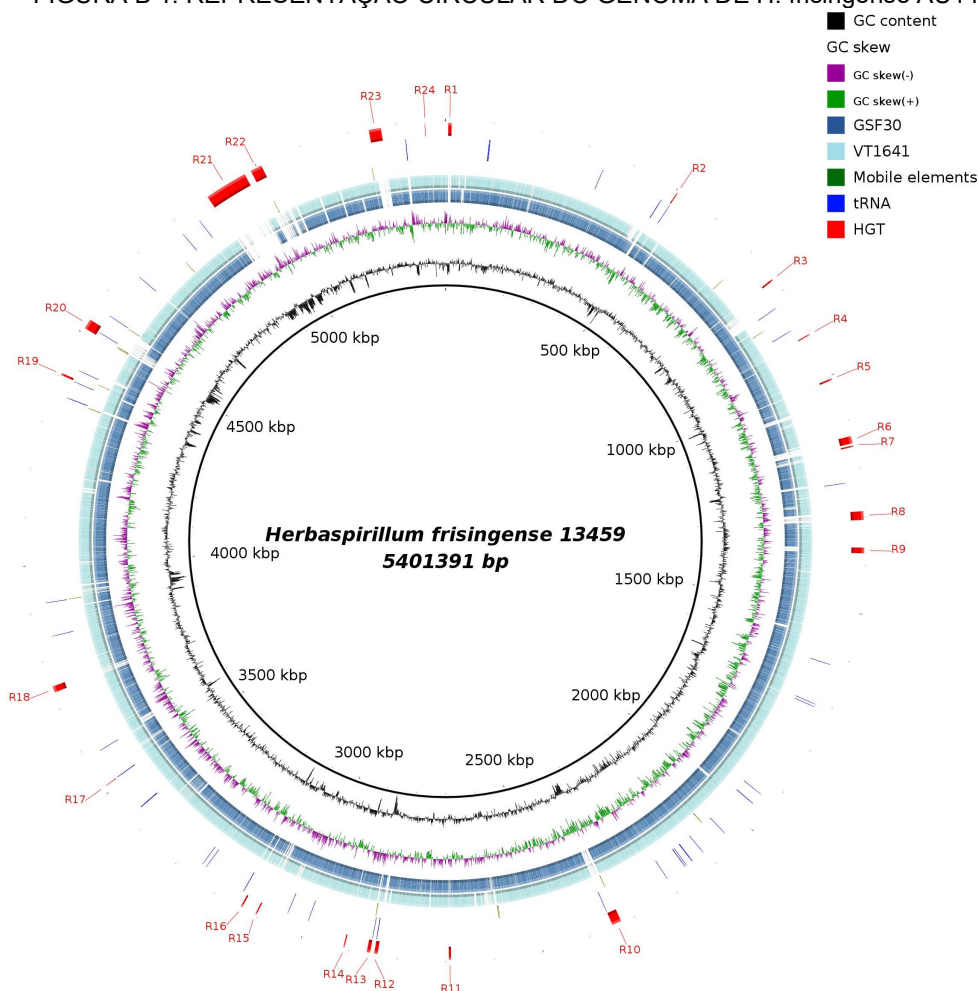 FIGURA B 1. REPRESENTAÇÃO CIRCULAR DO GENOMA DE H. frisingense
GC content
GC skew
GC skew(-)
GC skew(+)
GSF30
VT1641
Mobile elements
tRNA
HGT
R24
R1
R23
R22
R21
R2
R3
R4
R5
R6
R7
R8
R9
R10
R11
R12
R13
R14
R15
R16
R17
R18
R19
R20
5000 kbp
500 kbp
4500 kbp
1000 kbp
Herbaspirillum frisingense 13459
5401391 bp
4000 kbp
1500 kbp
3500 kbp
2000 kbp
3000 kbp
2500 kbp